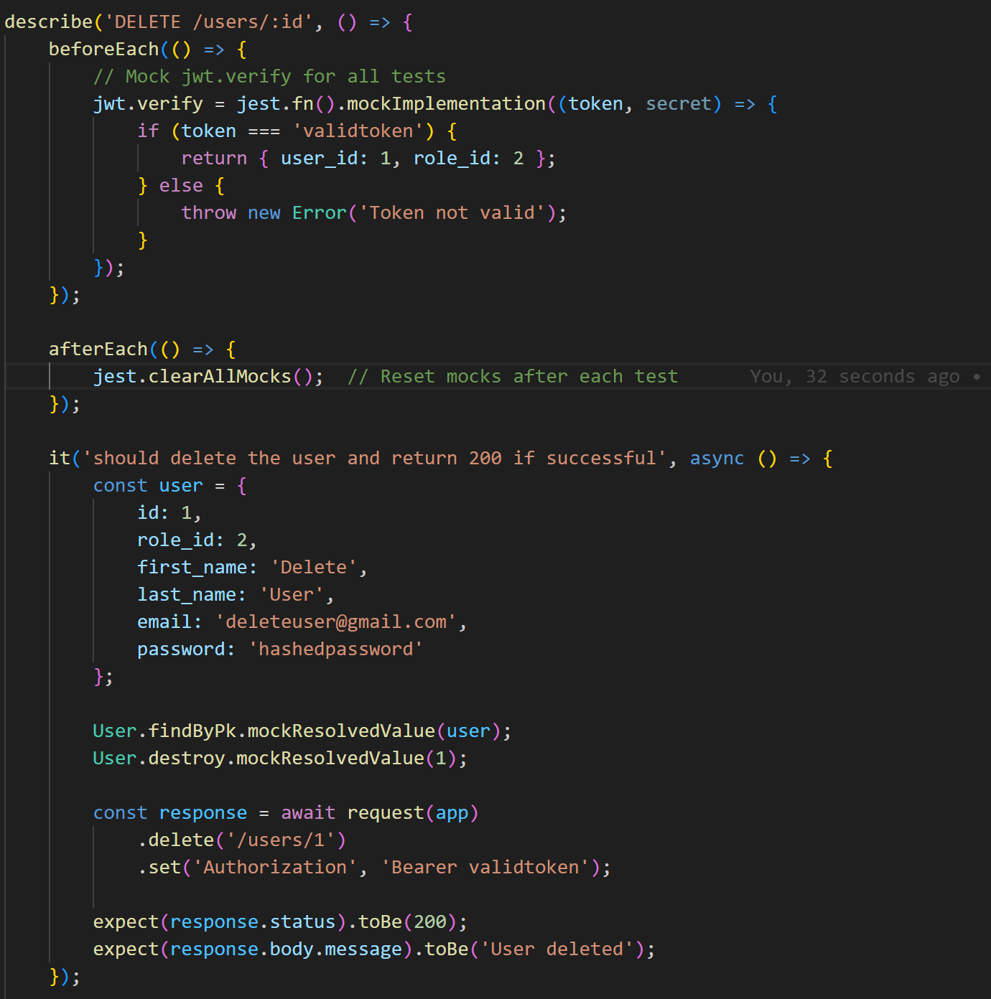 describe('DELETE /users/:id', () => {
    beforeEach(() => {
        // Mock jwt.verify for all tests
        jwt.verify = jest.fn().mockImplementation((token, secret) => {
            if (token === 'validtoken') {
                return { user_id: 1, role_id: 2 };
            } else {
                throw new Error('Token not valid');
            }
        });
    });

    afterEach(() => {
        jest.clearAllMocks();  // Reset mocks after each test      You, 32 seconds ago •
    });

    it('should delete the user and return 200 if successful', async () => {
        const user = {
            id: 1,
            role_id: 2,
            first_name: 'Delete',
            last_name: 'User',
            email: 'deleteuser@gmail.com',
            password: 'hashedpassword'
        };

        User.findByPk.mockResolvedValue(user);
        User.destroy.mockResolvedValue(1);

        const response = await request(app)
            .delete('/users/1')
            .set('Authorization', 'Bearer validtoken');

        expect(response.status).toBe(200);
        expect(response.body.message).toBe('User deleted');
    });